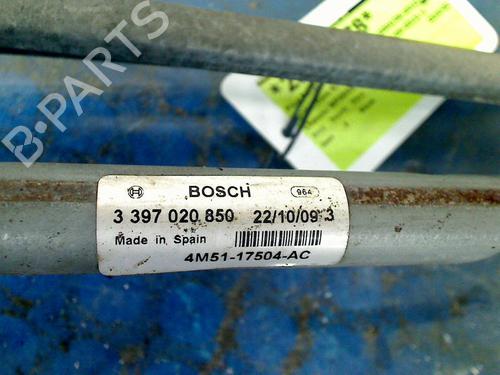 B-PARTS
BOSCH 964
3 397 020 850 22/10/09 3
Made in Spain
4M51-17504-AC